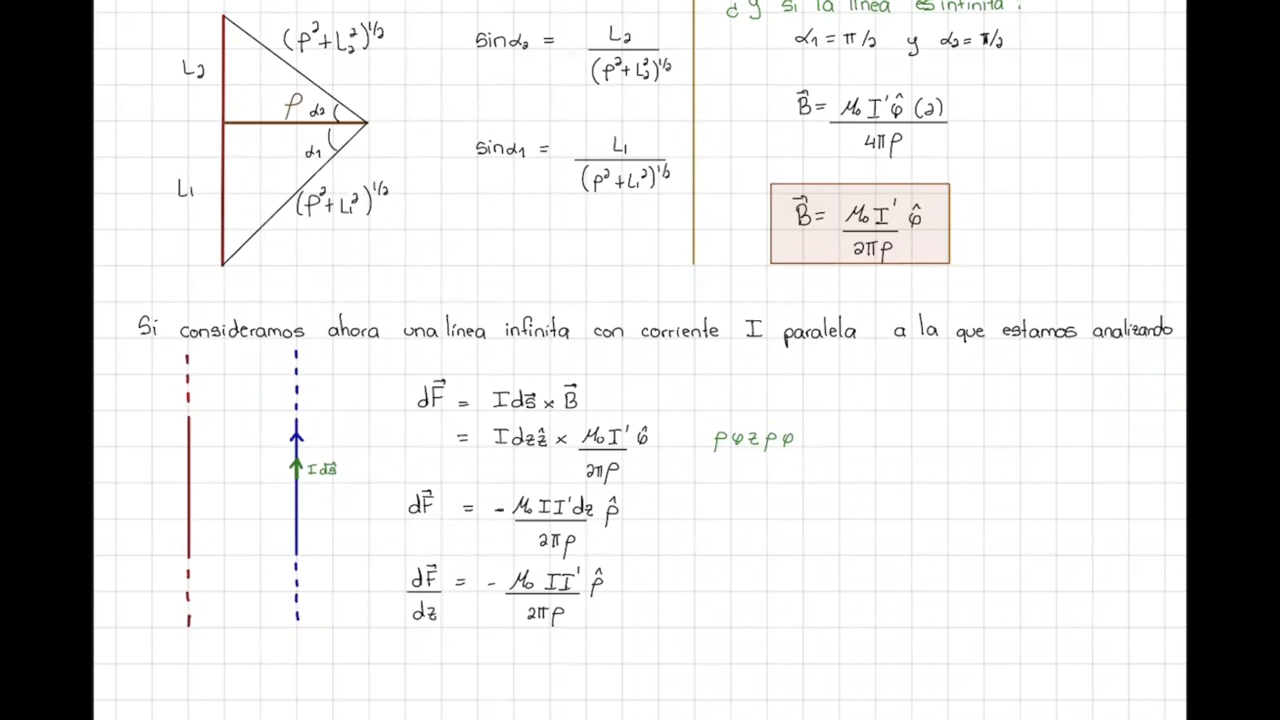 (ρ²+L₂²)^1/2
L₂
ρ α₂
α₁
L₁
(ρ²+L₁²)^1/2
sinα₂ = L₂ / (ρ²+L₂²)^1/2
sinα₁ = L₁ / (ρ²+L₁²)^1/2
¿ y si la línea es infinita?
α₁ = π/2 y α₂ = π/2
B⃗ = μ₀ I' φ̂ (2) / 4πρ
B⃗ = μ₀ I' / 2πρ φ̂
Si consideramos ahora una línea infinita con corriente I paralela a la que estamos analizando
I ds⃗
dF⃗ = I ds⃗ × B⃗
= I dz ẑ × μ₀ I' / 2πρ φ̂
ρ φ z ρ φ
dF⃗ = - μ₀ I I' dz / 2πρ ρ̂
dF⃗ / dz = - μ₀ I I' / 2πρ ρ̂